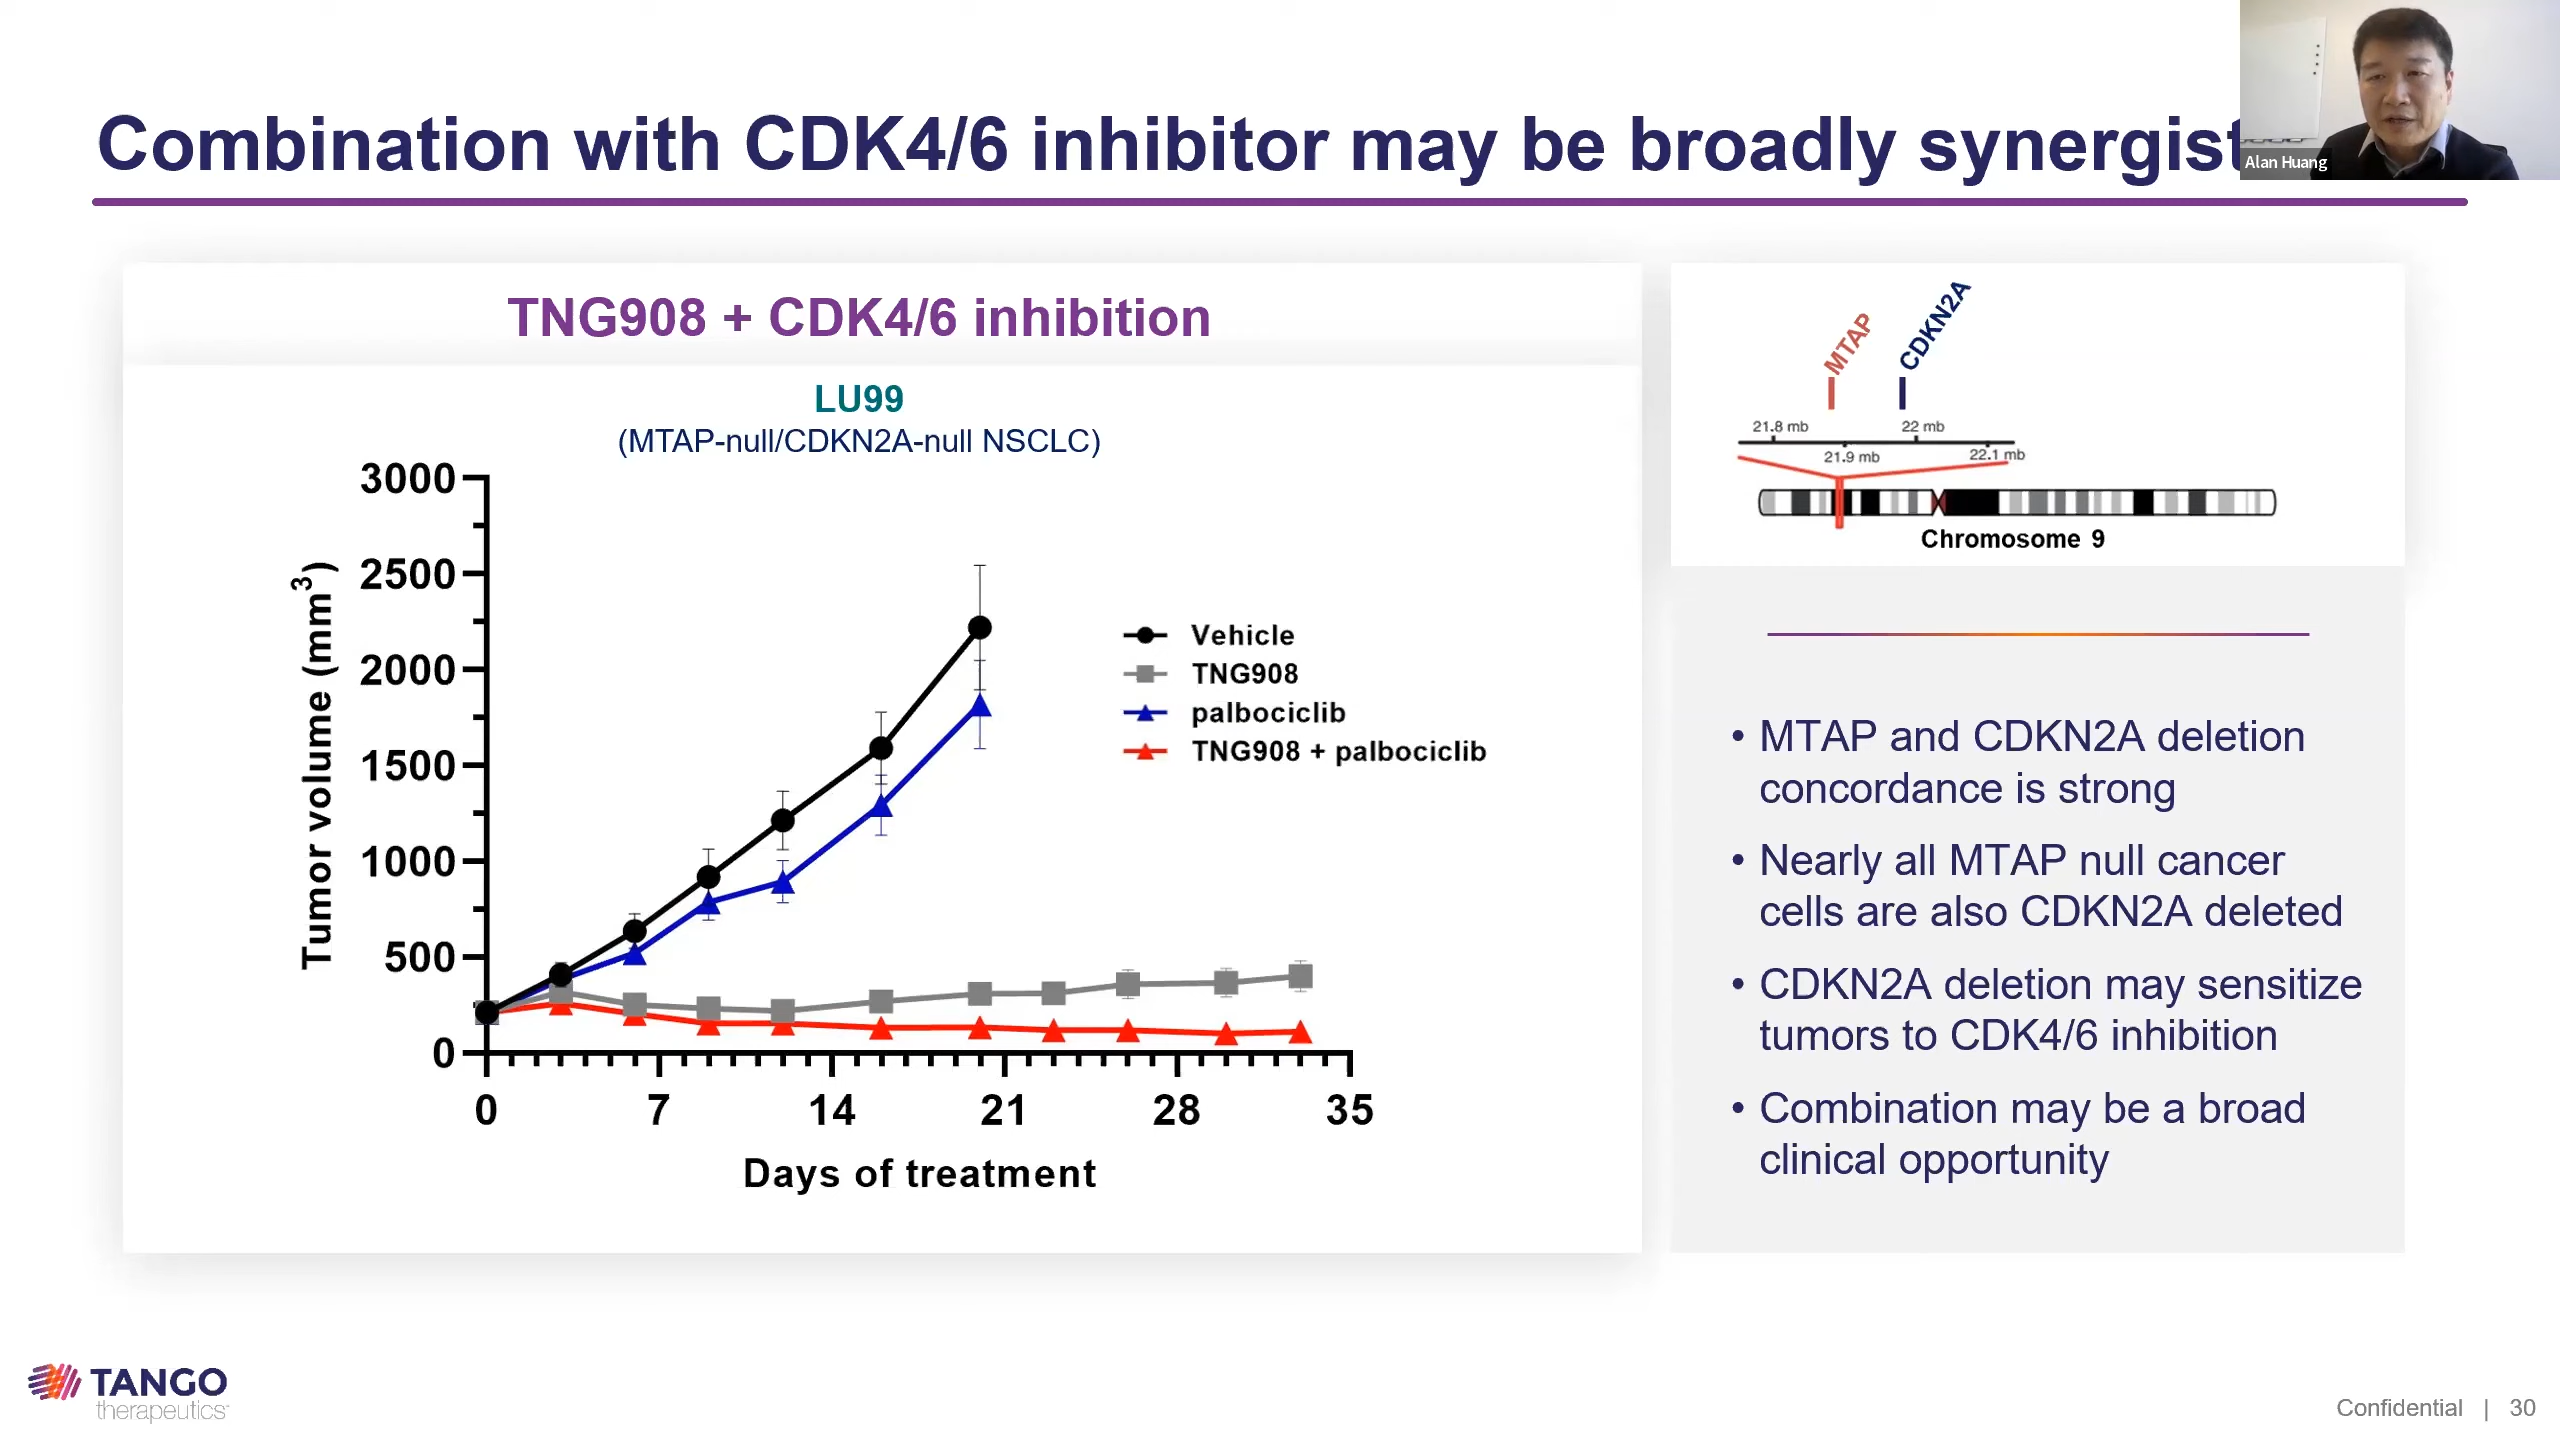 Combination with CDK4/6 inhibitor may be broadly synergist
Alan Huang
TNG908 + CDK4/6 inhibition
LU99
(MTAP-null/CDKN2A-null NSCLC)
Tumor volume (mm³)
3000
2500
2000
1500
1000
500
0
0 7 14 21 28 35
Days of treatment
Vehicle
TNG908
palbociclib
TNG908 + palbociclib
MTAP
CDKN2A
21.8 mb 22 mb
21.9 mb 22.1 mb
Chromosome 9
• MTAP and CDKN2A deletion
concordance is strong
• Nearly all MTAP null cancer
cells are also CDKN2A deleted
• CDKN2A deletion may sensitize
tumors to CDK4/6 inhibition
• Combination may be a broad
clinical opportunity
TANGO
therapeutics
Confidential | 30